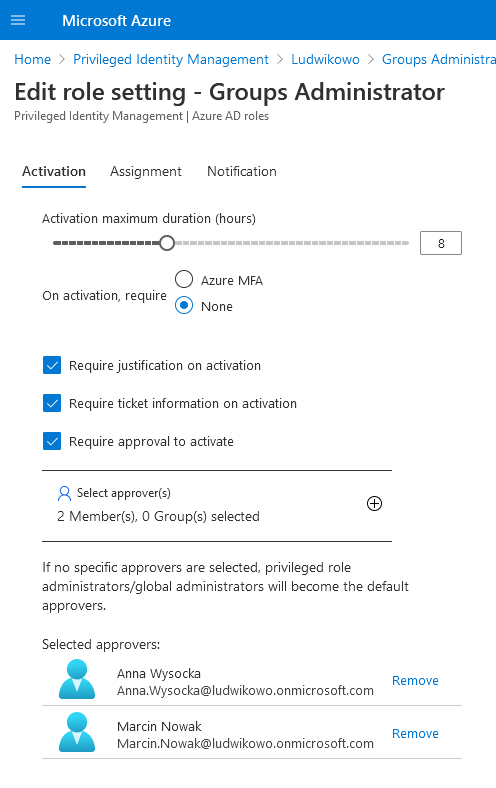 Microsoft Azure
Home > Privileged Identity Management > Ludwikowo > Groups Administra
Edit role setting - Groups Administrator
Privileged Identity Management | Azure AD roles
Activation Assignment Notification
Activation maximum duration (hours)
8
Azure MFA
On activation, require
None
Require justification on activation
Require ticket information on activation
Require approval to activate
Select approver(s)
2 Member(s), 0 Group(s) selected
If no specific approvers are selected, privileged role
administrators/global administrators will become the default
approvers.
Selected approvers:
Anna Wysocka
Anna.Wysocka@ludwikowo.onmicrosoft.com
Remove
Marcin Nowak
Marcin.Nowak@ludwikowo.onmicrosoft.com
Remove